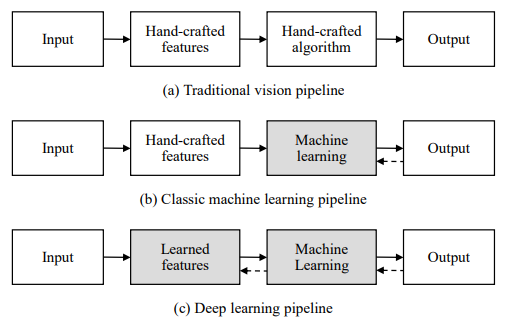 Input
Hand-crafted
features
Hand-crafted
algorithm
Output
(a) Traditional vision pipeline
Input
Hand-crafted
features
Machine
learning
Output
(b) Classic machine learning pipeline
Input
Learned
features
Machine
Learning
Output
(c) Deep learning pipeline